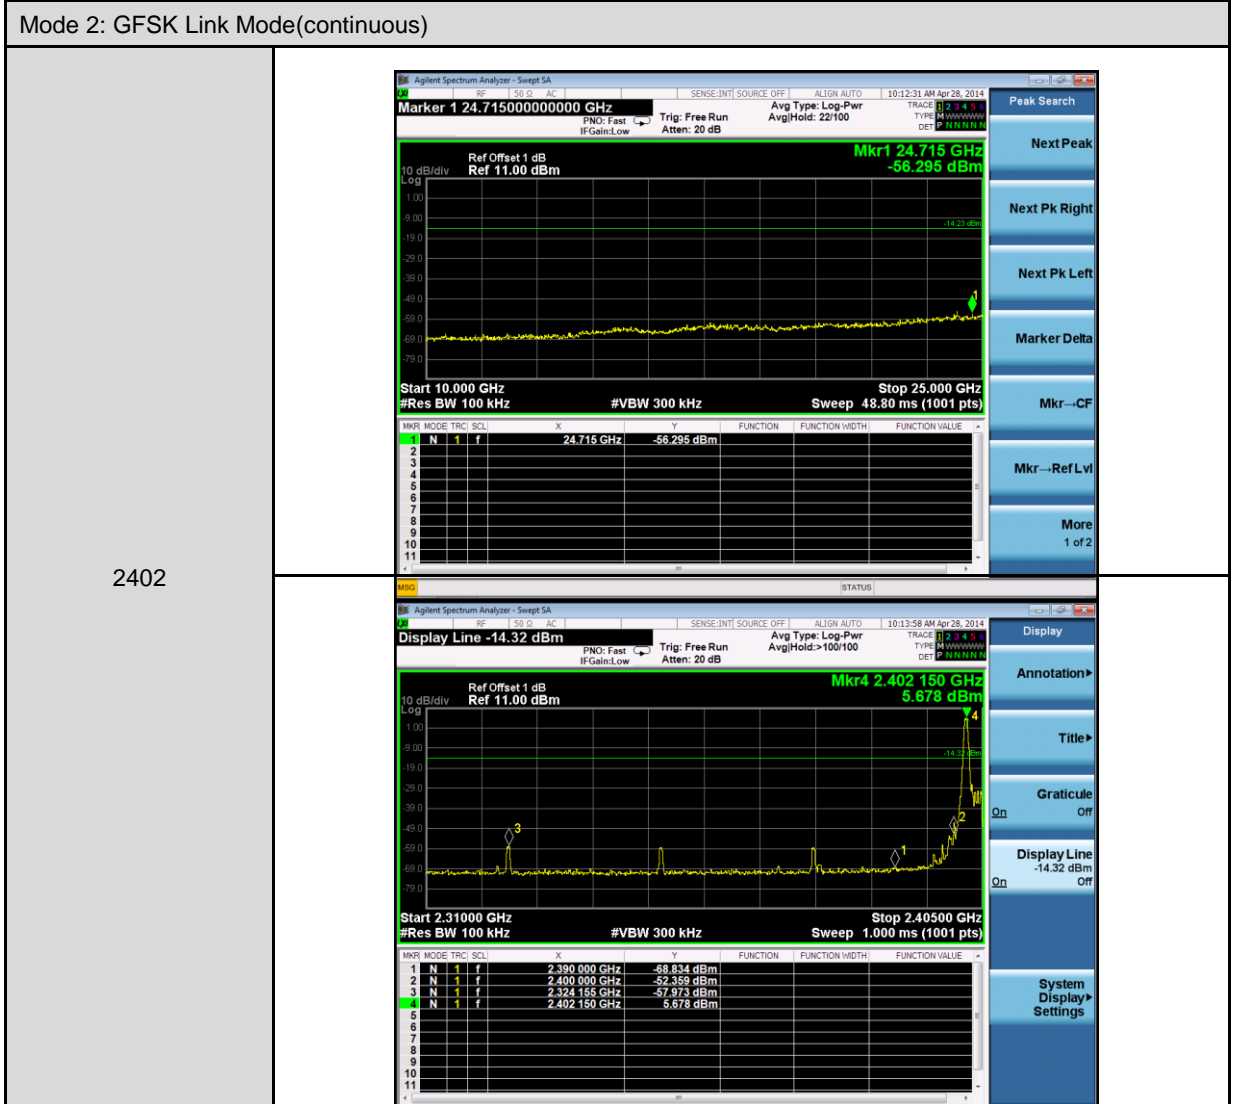 Mode 2: GFSK Link Mode(continuous)
2402
Agilent Spectrum Analyzer - Swept SA
RF 50 Ω AC SENSE:INT SOURCE OFF ALIGN AUTO 10:12:31 AM Apr 28, 2014
Marker 1 24.715000000000 GHz
PNO: Fast
IFGain:Low
Trig: Free Run
Atten: 20 dB
Avg Type: Log-Pwr
Avg|Hold: 22/100
TRACE 1 2 3 4 5 6
TYPE M WWWWW
DET P N N N N N
Peak Search
Next Peak
Next Pk Right
Next Pk Left
Marker Delta
Mkr→CF
Mkr→Ref Lvl
More
1 of 2
Mkr1 24.715 GHz
-56.295 dBm
Ref Offset 1 dB
10 dB/div Ref 11.00 dBm
Log
1.00
-9.00
-14.23 dBm
-19.0
-29.0
-39.0
-49.0
-59.0
-69.0
-79.0
1
Start 10.000 GHz Stop 25.000 GHz
#Res BW 100 kHz #VBW 300 kHz Sweep 48.80 ms (1001 pts)
MKR MODE TRC SCL X Y FUNCTION FUNCTION WIDTH FUNCTION VALUE
1 N 1 f 24.715 GHz -56.295 dBm
2
3
4
5
6
7
8
9
10
11
MSG STATUS
Agilent Spectrum Analyzer - Swept SA
RF 50 Ω AC SENSE:INT SOURCE OFF ALIGN AUTO 10:13:58 AM Apr 28, 2014
Display Line -14.32 dBm
PNO: Fast
IFGain:Low
Trig: Free Run
Atten: 20 dB
Avg Type: Log-Pwr
Avg|Hold:>100/100
TRACE 1 2 3 4 5 6
TYPE M WWWWW
DET P N N N N N
Display
Annotation
Title
Graticule
On Off
Display Line
-14.32 dBm
On Off
System
Display
Settings
Mkr4 2.402 150 GHz
5.678 dBm
Ref Offset 1 dB
10 dB/div Ref 11.00 dBm
Log
1.00
-9.00
-14.32 dBm
-19.0
-29.0
-39.0
-49.0
-59.0
-69.0
-79.0
4
2
3
1
Start 2.31000 GHz Stop 2.40500 GHz
#Res BW 100 kHz #VBW 300 kHz Sweep 1.000 ms (1001 pts)
MKR MODE TRC SCL X Y FUNCTION FUNCTION WIDTH FUNCTION VALUE
1 N 1 f 2.390 000 GHz -68.834 dBm
2 N 1 f 2.400 000 GHz -52.359 dBm
3 N 1 f 2.324 155 GHz -57.973 dBm
4 N 1 f 2.402 150 GHz 5.678 dBm
5
6
7
8
9
10
11